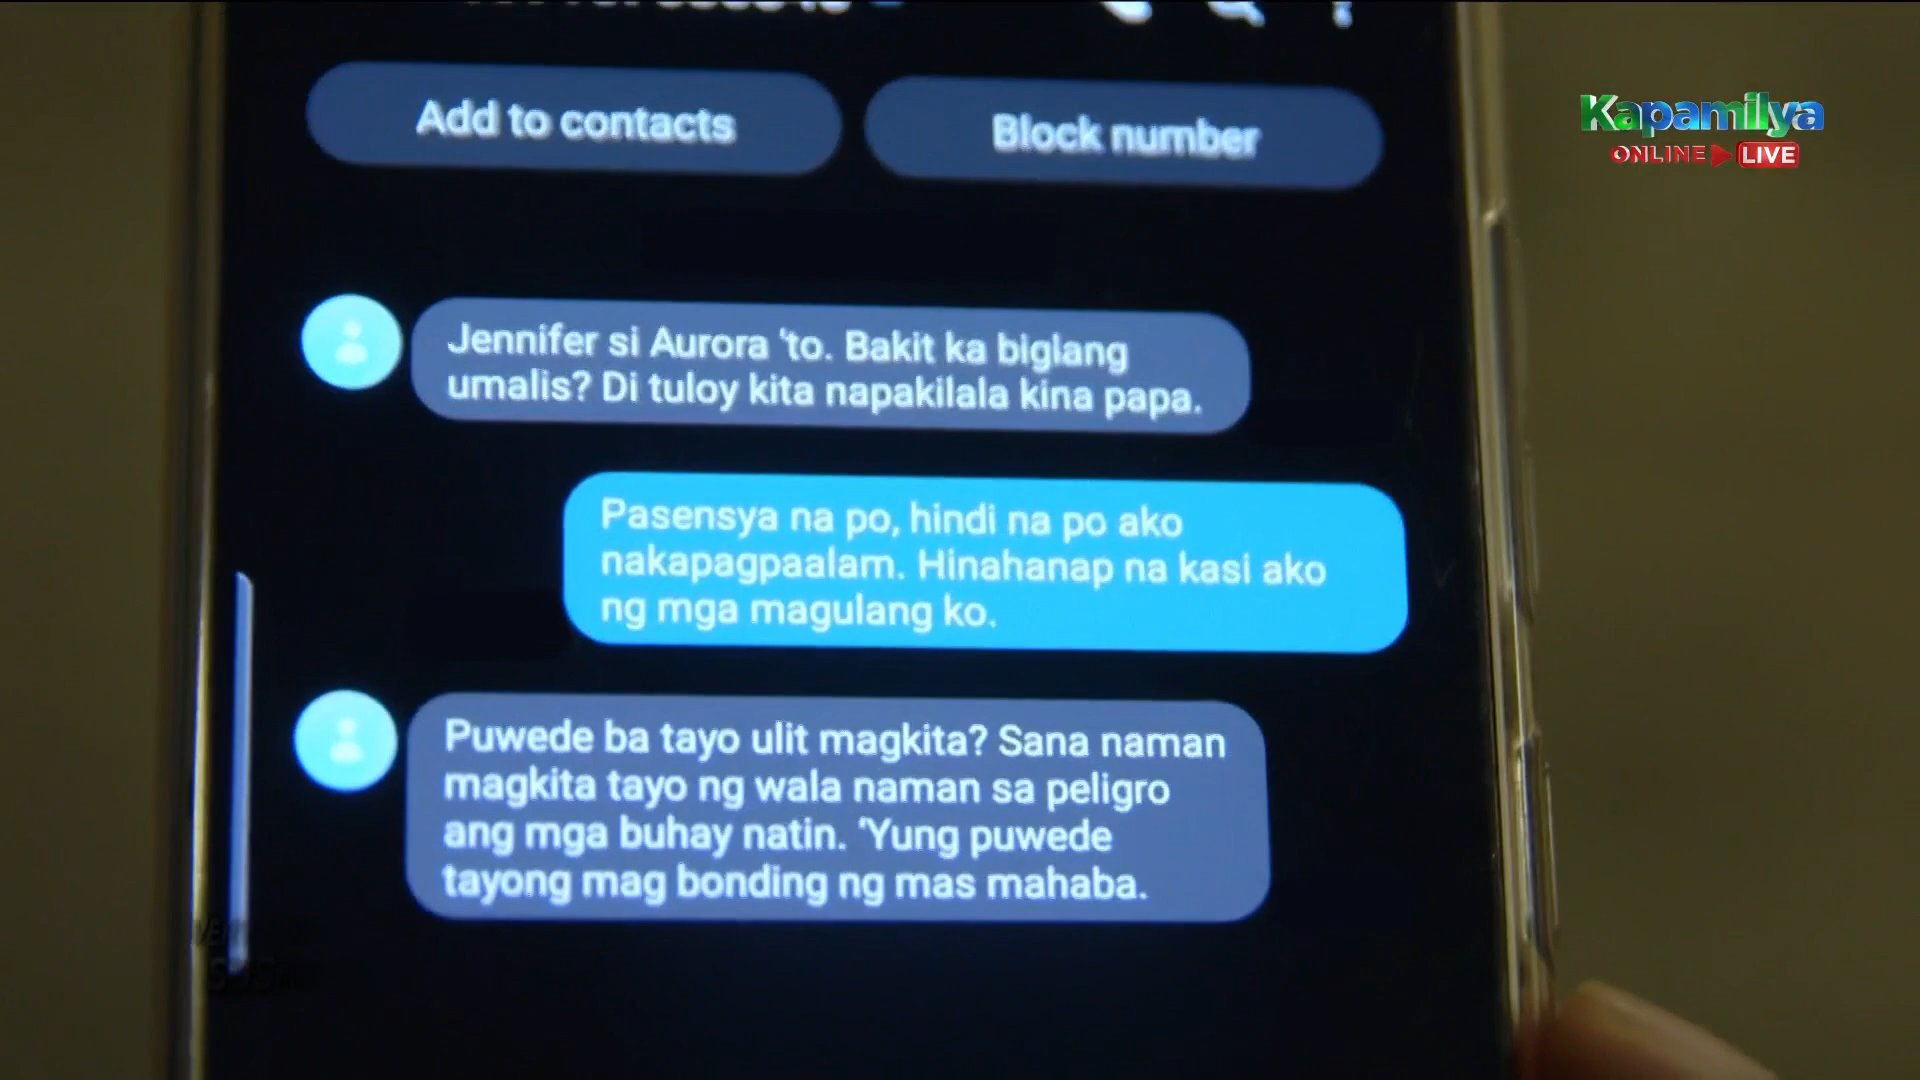 Kapamilya
ONLINE LIVE
Add to contacts
Block number
Jennifer si Aurora 'to. Bakit ka biglang
umalis? Di tuloy kita napakilala kina papa.
Pasensya na po, hindi na po ako
nakapagpaalam. Hinahanap na kasi ako
ng mga magulang ko.
Puwede ba tayo ulit magkita? Sana naman
magkita tayo ng wala naman sa peligro
ang mga buhay natin. 'Yung puwede
tayong mag bonding ng mas mahaba.